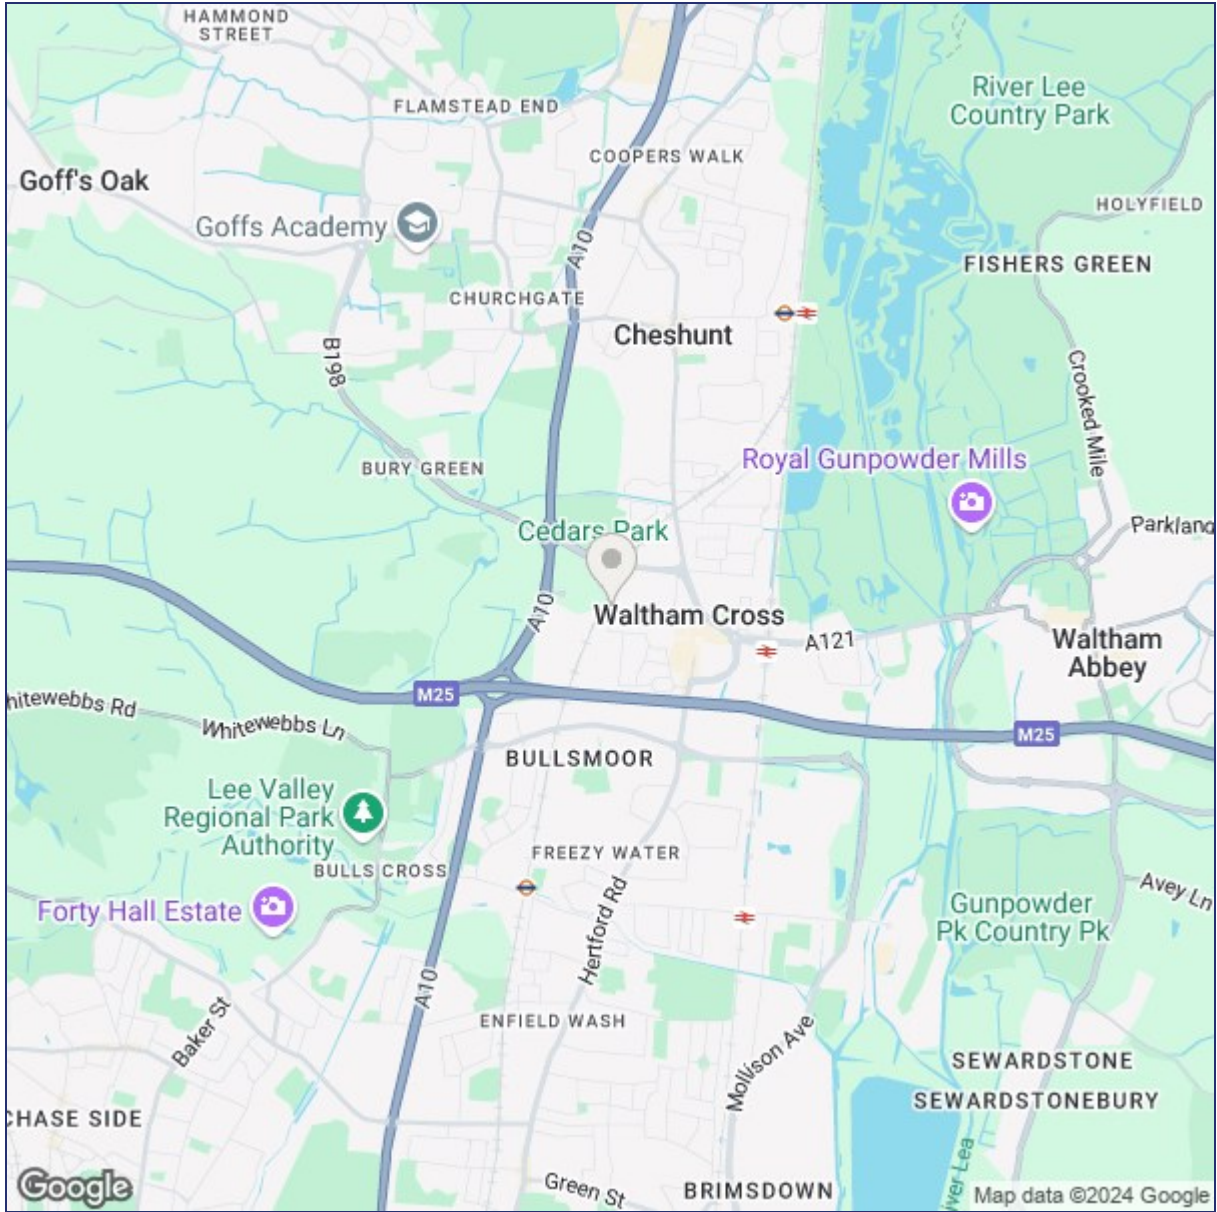 HAMMOND
STREET
River Lee
Country Park
FLAMSTEAD END
COOPERS WALK
Goff's Oak
HOLYFIELD
Goffs Academy
A10
FISHERS GREEN
CHURCHGATE
Cheshunt
B198
Crooked Mile
Royal Gunpowder Mills
BURY GREEN
Parkland
Cedars Park
A10
Waltham Cross
A121
Waltham
Abbey
M25
hitewebbs Rd
Whitewebbs Ln
M25
BULLSMOOR
Lee Valley
Regional Park
Authority
FREEZY WATER
BULLS CROSS
Avey Ln
Forty Hall Estate
Hertford Rd
Gunpowder
Pk Country Pk
A10
Baker St
ENFIELD WASH
Mollison Ave
SEWARDSTONE
SEWARDSTONEBURY
CHASE SIDE
iver Lea
Green St
BRIMSDOWN
Google
Map data ©2024 Google